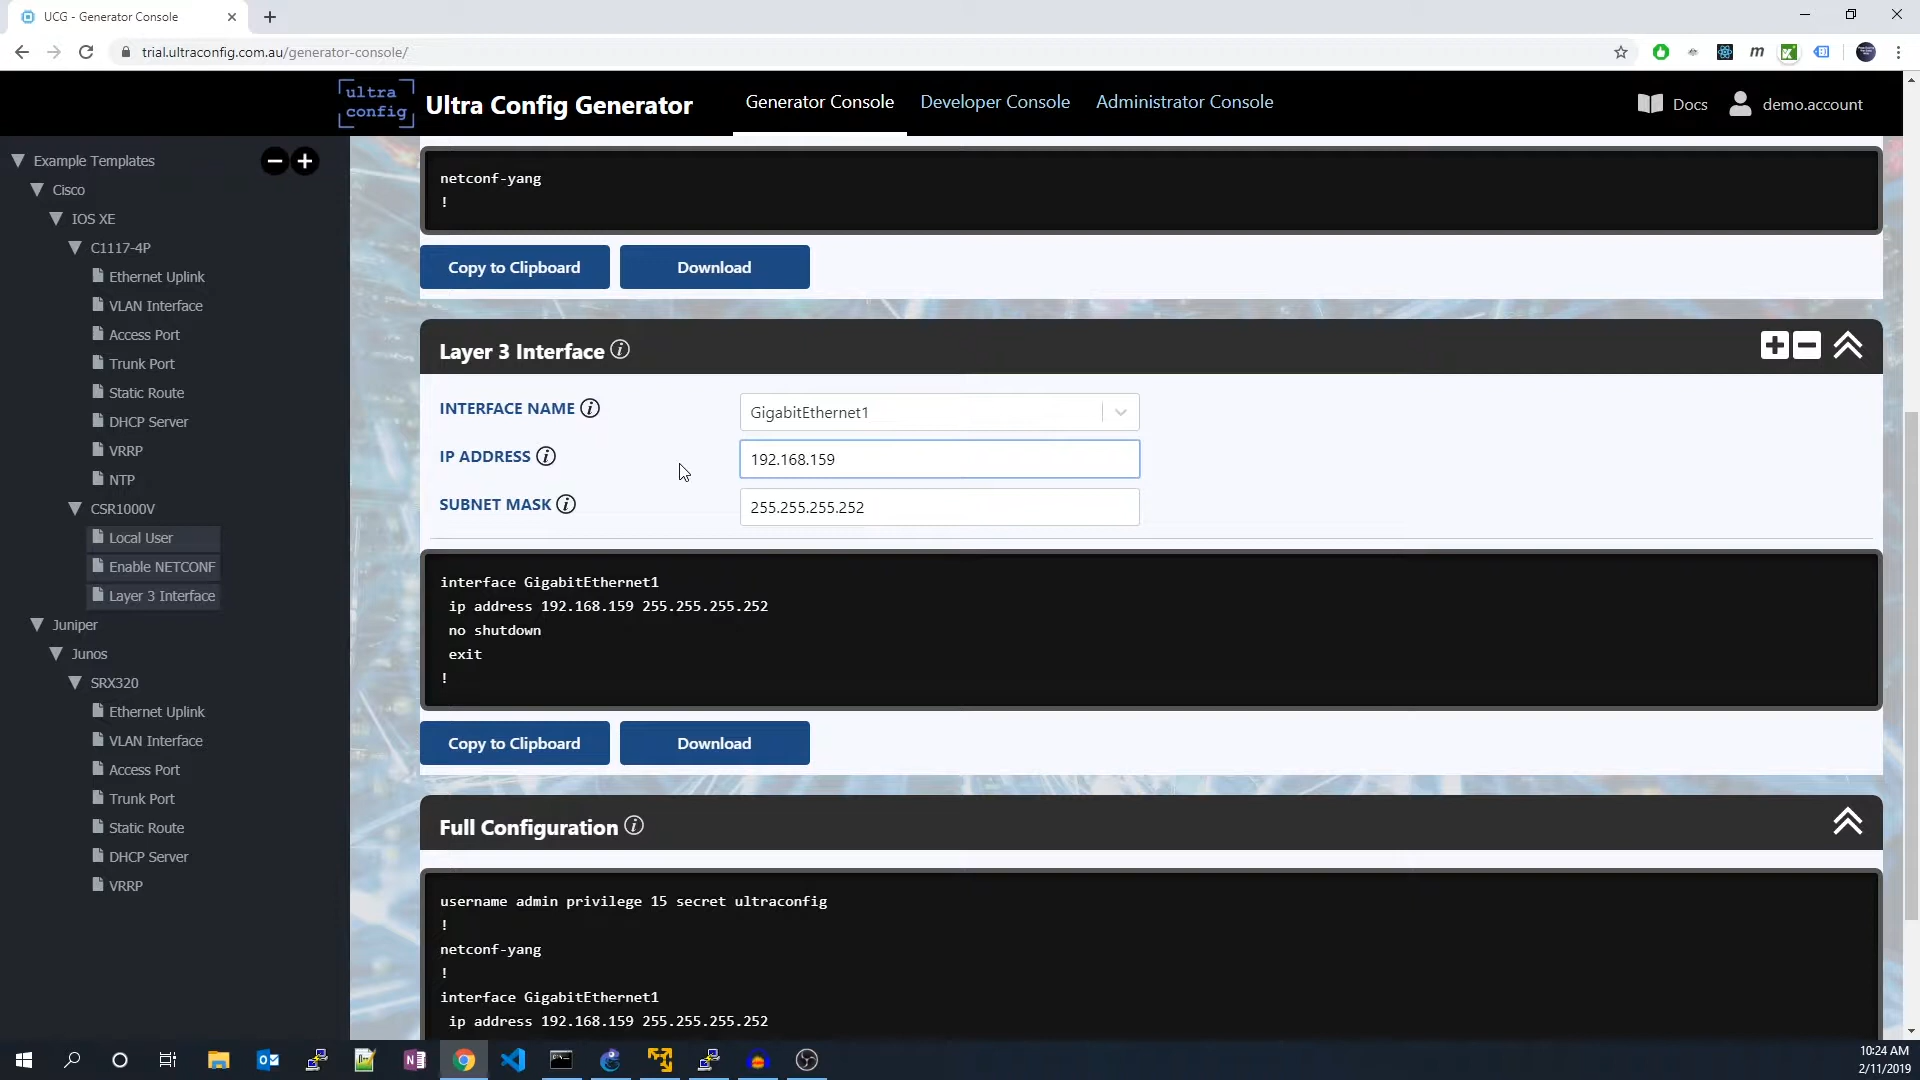 UCG - Generator Console
trial.ultraconfig.com.au/generator-console/
ultra
config
Ultra Config Generator
Generator Console
Developer Console
Administrator Console
Docs
demo.account
Example Templates
Cisco
IOS XE
C1117-4P
Ethernet Uplink
VLAN Interface
Access Port
Trunk Port
Static Route
DHCP Server
VRRP
NTP
CSR1000V
Local User
Enable NETCONF
Layer 3 Interface
Juniper
Junos
SRX320
Ethernet Uplink
VLAN Interface
Access Port
Trunk Port
Static Route
DHCP Server
VRRP
netconf-yang
!
Copy to Clipboard
Download
Layer 3 Interface
INTERFACE NAME
GigabitEthernet1
IP ADDRESS
192.168.159
SUBNET MASK
255.255.255.252
interface GigabitEthernet1
ip address 192.168.159 255.255.255.252
no shutdown
exit
!
Copy to Clipboard
Download
Full Configuration
username admin privilege 15 secret ultraconfig
!
netconf-yang
!
interface GigabitEthernet1
ip address 192.168.159 255.255.255.252
10:24 AM
2/11/2019